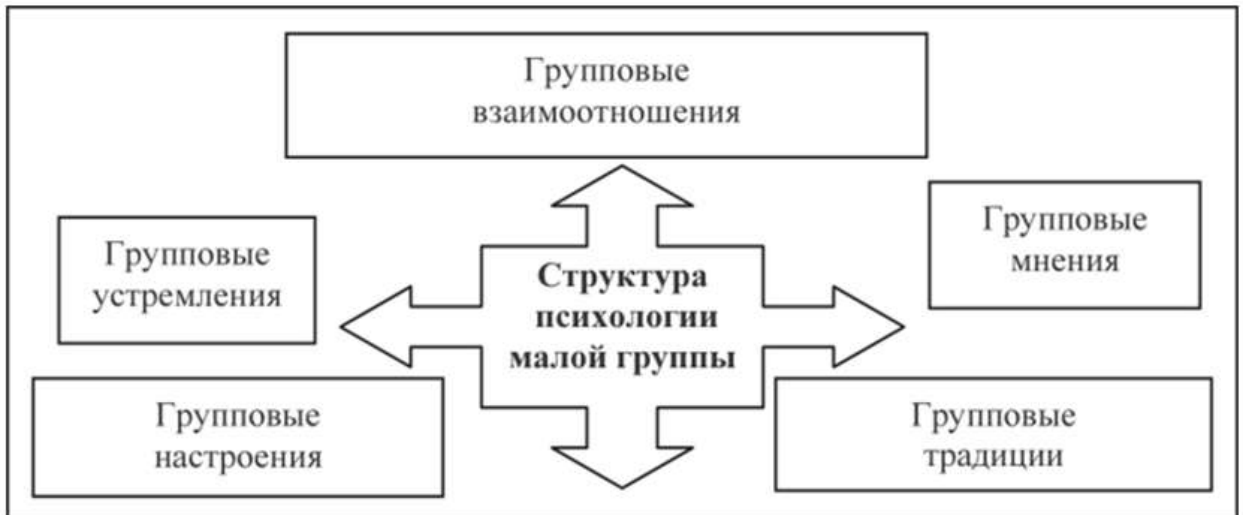 Групповые
взаимоотношения
Групповые
устремления
Групповые
мнения
Структура
психологии
малой группы
Групповые
настроения
Групповые
традиции